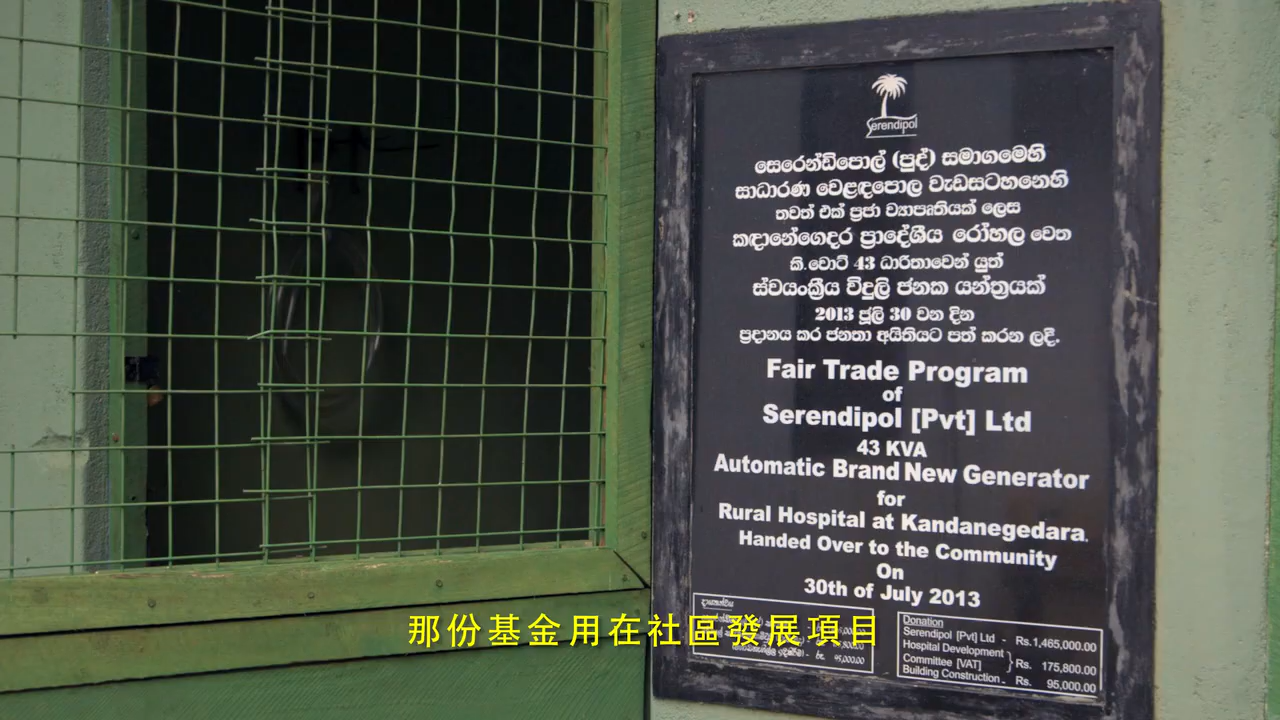 Serendipol
සෙරෙන්ඩිපොල් (පුද්) සමාගමෙහි
සාධාරණ වෙළඳපොල වැඩසටහනෙහි
තවත් එක් ප්‍රජා ව්‍යාපෘතියක් ලෙස
කඳානේගෙදර ප්‍රාදේශීය රෝහල වෙත
කි.වොට් 43 ධාරිතාවෙන් යුත්
ස්වයංක්‍රීය විදුලි ජනක යන්ත්‍රයක්
2013 ජූලි 30 වන දින
ප්‍රදානය කර ජනතා අයිතියට පත් කරන ලදී.
Fair Trade Program
of
Serendipol [Pvt] Ltd
43 KVA
Automatic Brand New Generator
for
Rural Hospital at Kandanegedara.
Handed Over to the Community
On
30th of July 2013
Donation
Serendipol [Pvt] Ltd - Rs.1,465,000.00
Hospital Development
Committee [VAT] } Rs. 175,800.00
Building Construction - Rs. 95,000.00
那份基金用在社區發展項目